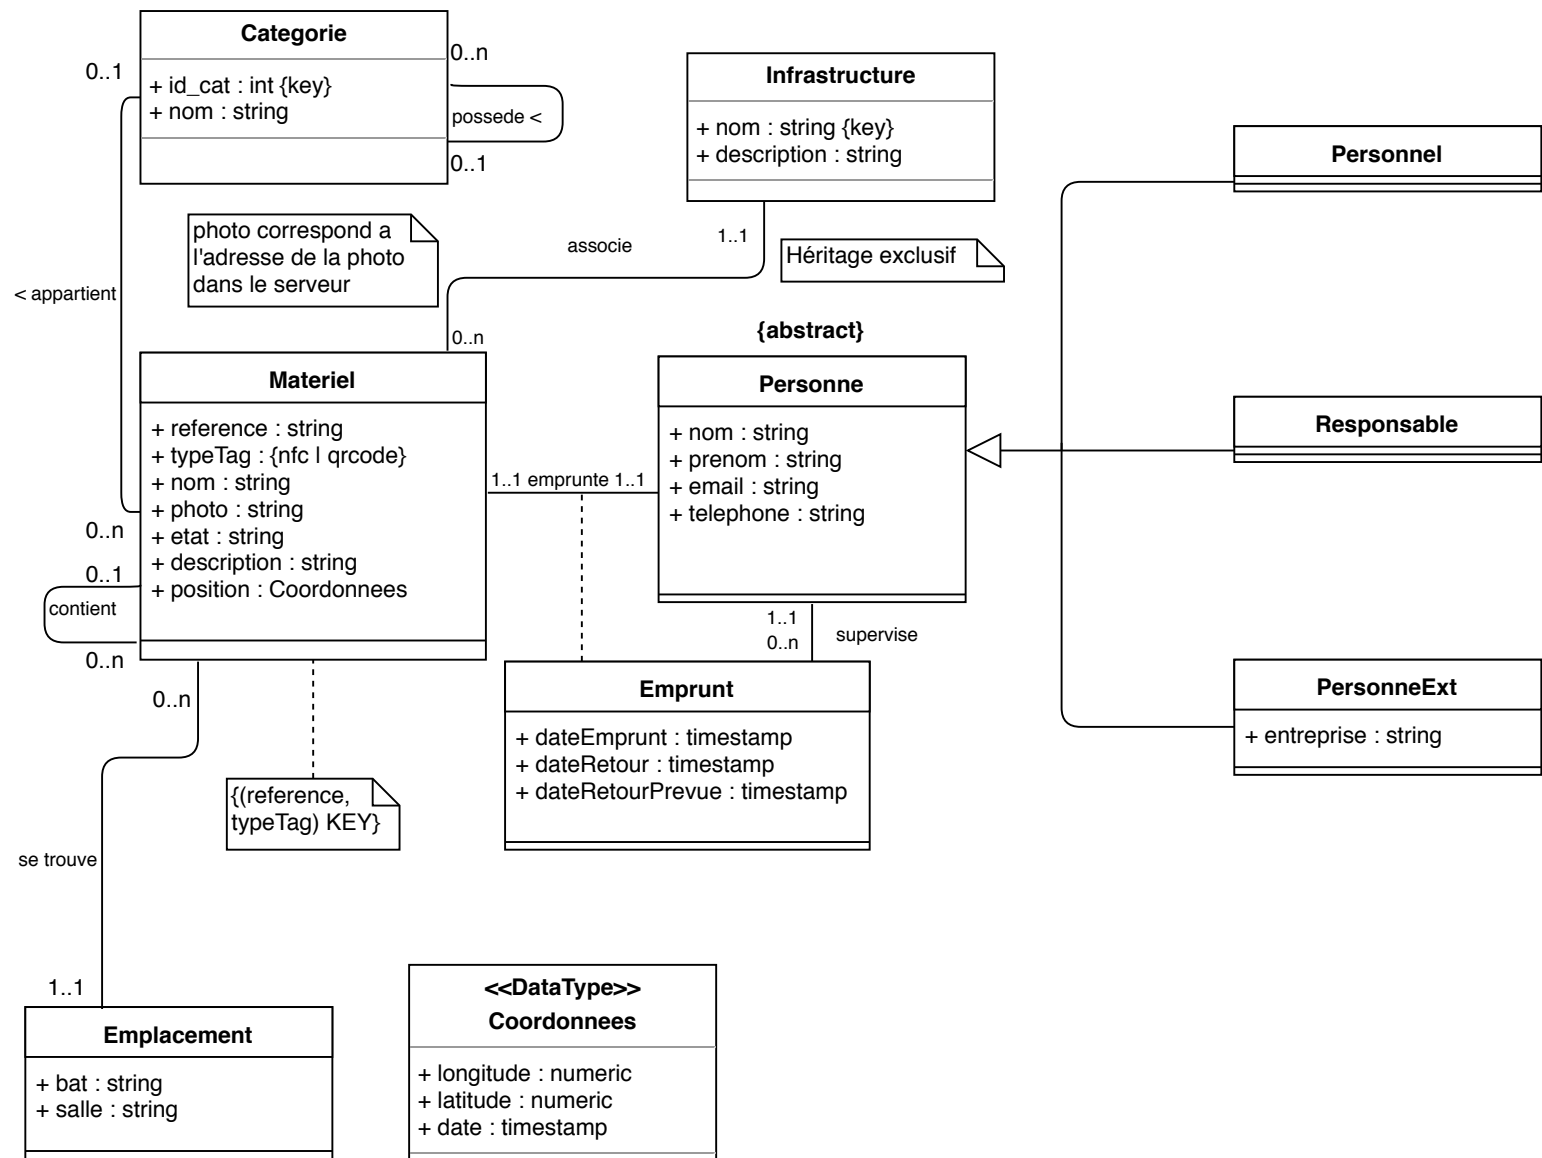 Categorie
+ id_cat : int {key}
+ nom : string
0..1
0..n
possede <
0..1
Infrastructure
+ nom : string {key}
+ description : string
Personnel
photo correspond a
l'adresse de la photo
dans le serveur
associe
1..1
Héritage exclusif
< appartient
0..n
{abstract}
Materiel
+ reference : string
+ typeTag : {nfc | qrcode}
+ nom : string
+ photo : string
+ etat : string
+ description : string
+ position : Coordonnees
0..n
0..1
contient
0..n
1..1 emprunte 1..1
Personne
+ nom : string
+ prenom : string
+ email : string
+ telephone : string
Responsable
1..1
0..n
supervise
Emprunt
+ dateEmprunt : timestamp
+ dateRetour : timestamp
+ dateRetourPrevue : timestamp
PersonneExt
+ entreprise : string
0..n
{(reference,
typeTag) KEY}
se trouve
1..1
Emplacement
+ bat : string
+ salle : string
<<DataType>>
Coordonnees
+ longitude : numeric
+ latitude : numeric
+ date : timestamp